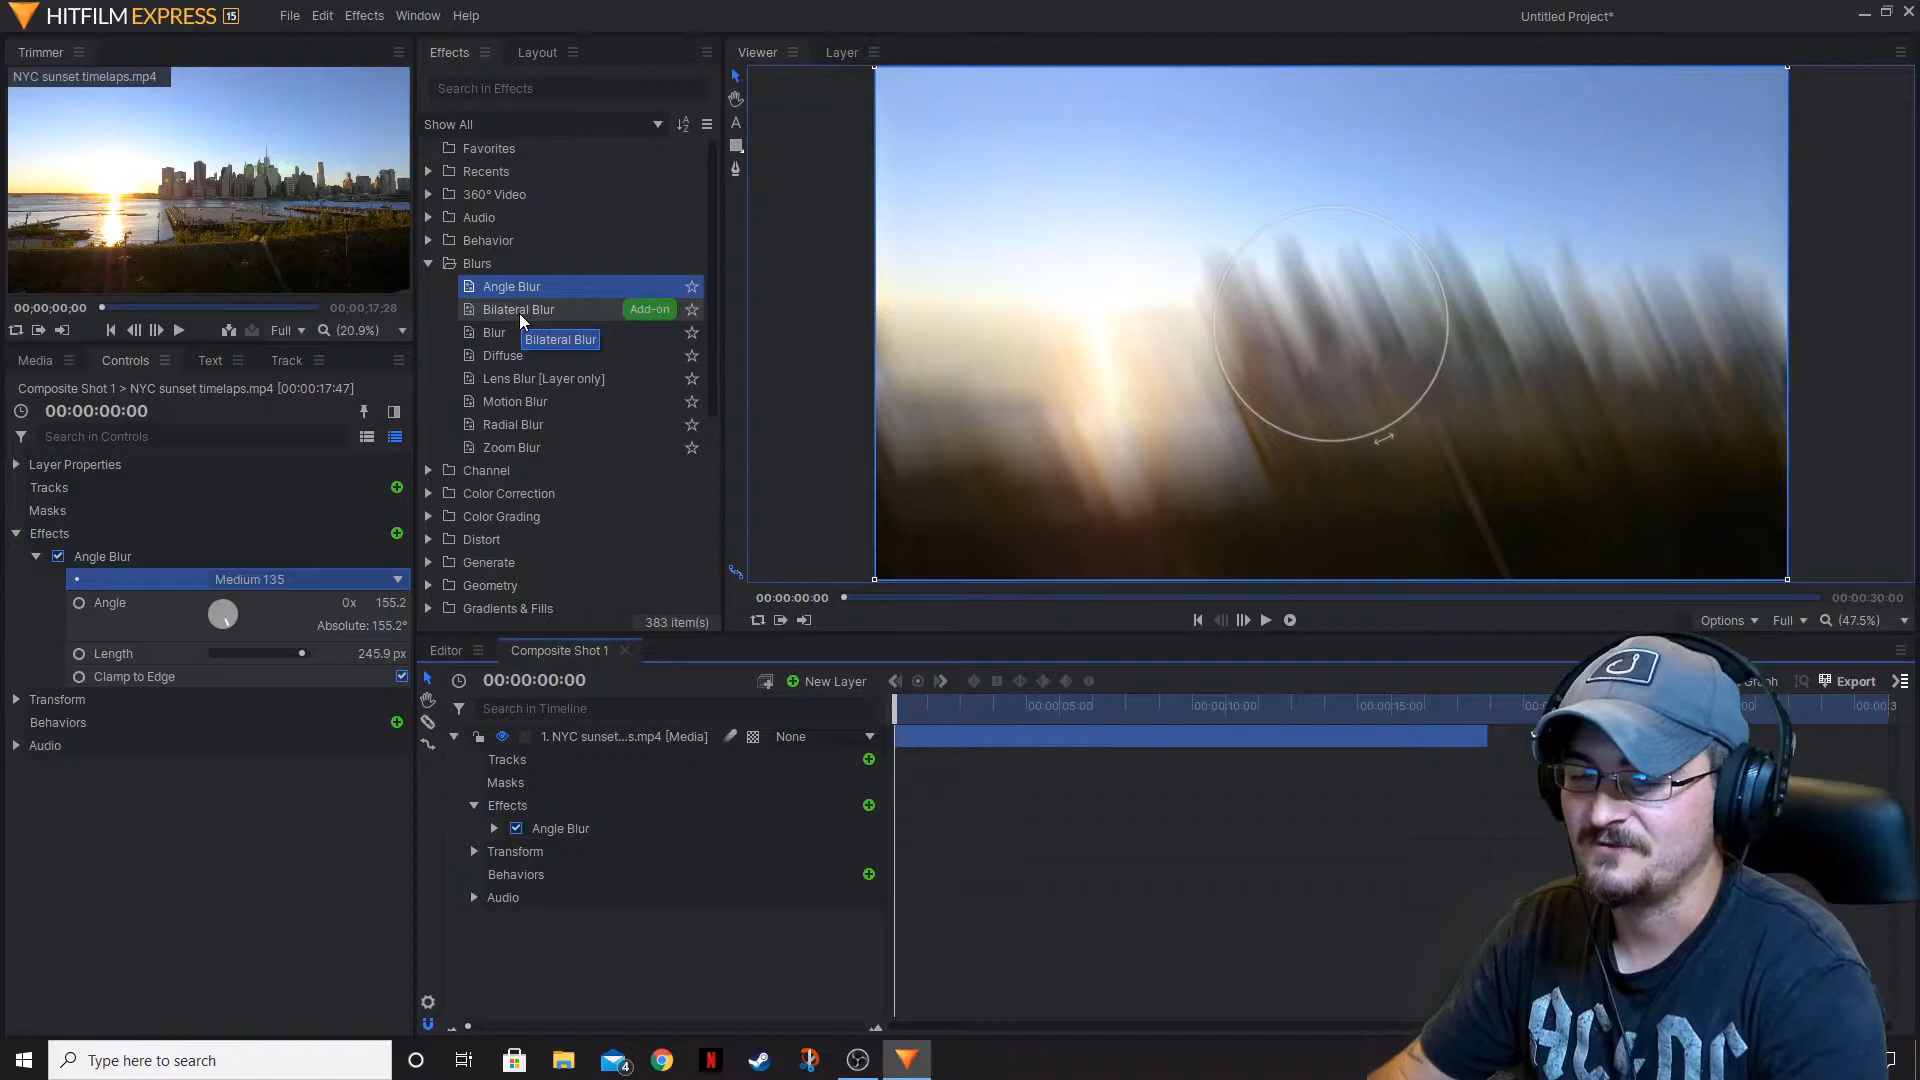 HITFILM EXPRESS 15
File Edit Effects Window Help
Untitled Project*
Trimmer
NYC sunset timelaps.mp4
00;00;00;00
00;00;17;28
Full
(20.9%)
Media Controls Text Track
Composite Shot 1 > NYC sunset timelaps.mp4 [00:00:17:47]
00:00:00:00
Search in Controls
Layer Properties
Tracks
Masks
Effects
Angle Blur
Medium 135
Angle 0x 155.2
Absolute: 155.2°
Length 245.9 px
Clamp to Edge
Transform
Behaviors
Audio
Effects Layout
Search in Effects
Show All
Favorites
Recents
360° Video
Audio
Behavior
Blurs
Angle Blur
Bilateral Blur Add-on
Blur
Bilateral Blur
Diffuse
Lens Blur [Layer only]
Motion Blur
Radial Blur
Zoom Blur
Channel
Color Correction
Color Grading
Distort
Generate
Geometry
Gradients & Fills
383 item(s)
Viewer Layer
A
00:00:00:00
00:00:30:00
Options Full (47.5%)
Editor Composite Shot 1
00:00:00:00
New Layer
Export
Search in Timeline
00:00:05:00 00:00:10:00 00:00:15:00
1. NYC sunset...s.mp4 [Media] None
Tracks
Masks
Effects
Angle Blur
Transform
Behaviors
Audio
Type here to search
4
N